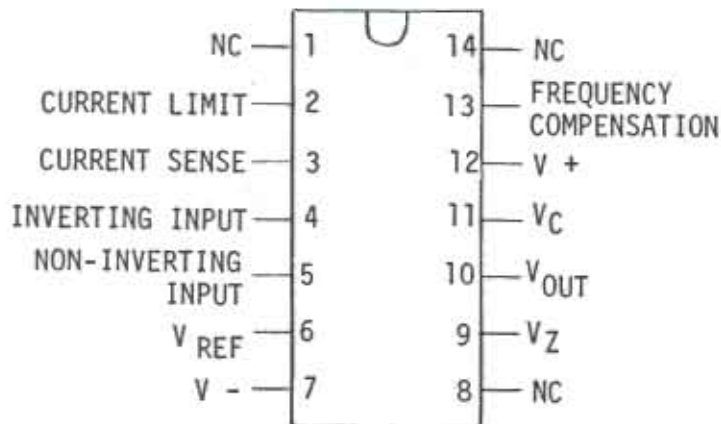 NC 1 14 NC
CURRENT LIMIT 2 13 FREQUENCY
COMPENSATION
CURRENT SENSE 3 12 V +
INVERTING INPUT 4 11 VC
NON-INVERTING
INPUT 5 10 VOUT
V REF 6 9 VZ
V - 7 8 NC